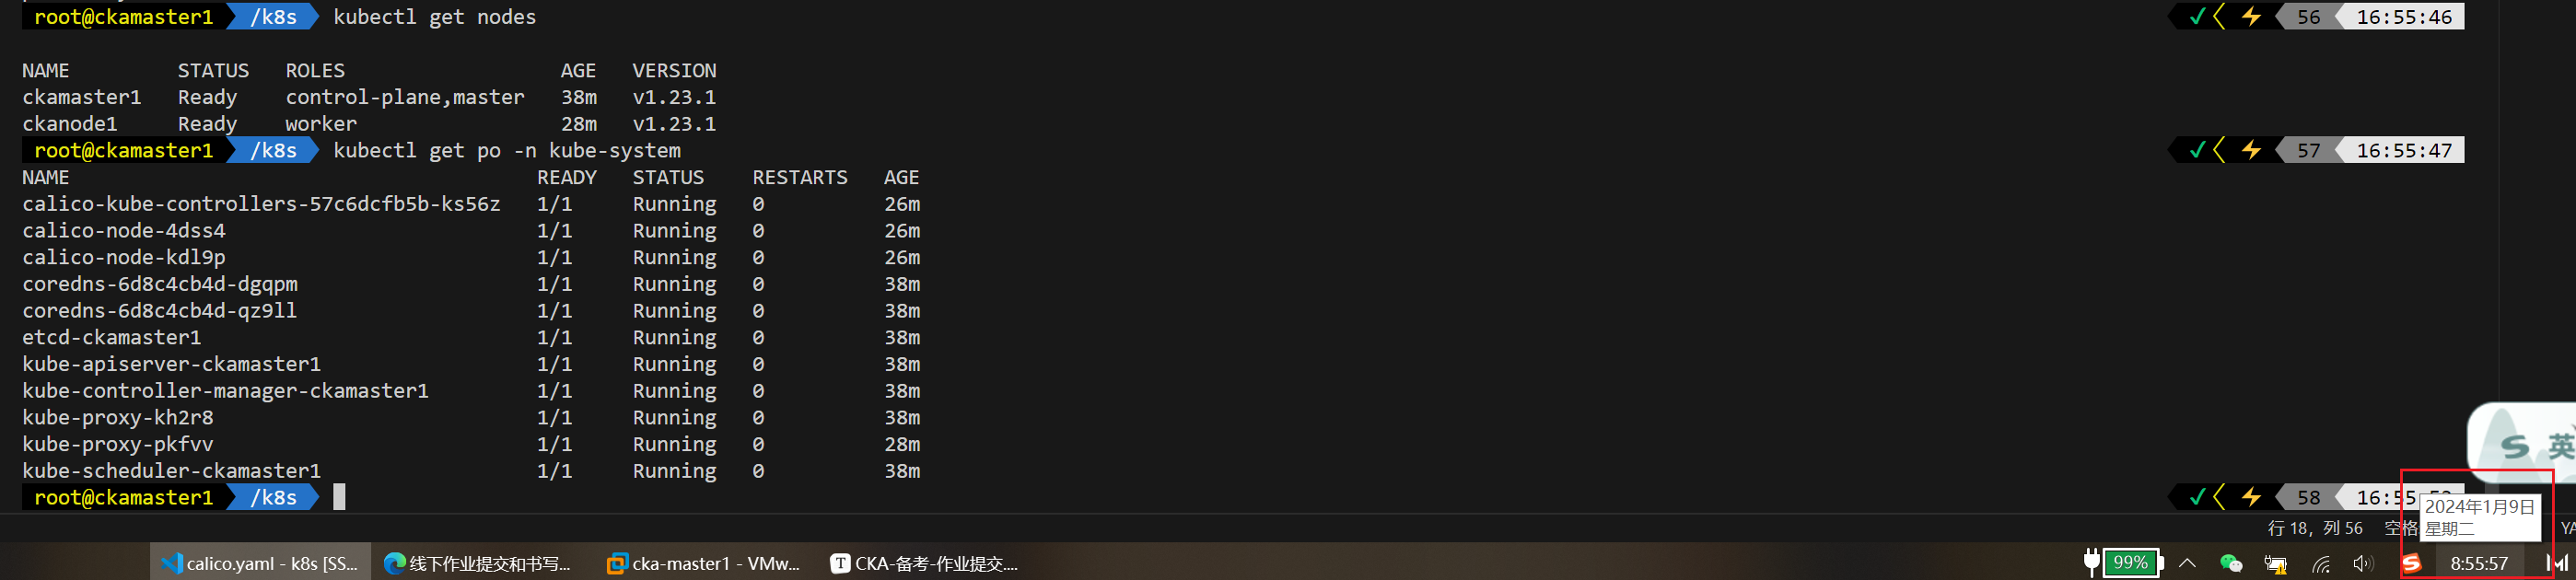 root@ckamaster1 /k8s kubectl get nodes 56 16:55:46
NAME STATUS ROLES AGE VERSION
ckamaster1 Ready control-plane,master 38m v1.23.1
ckanode1 Ready worker 28m v1.23.1
root@ckamaster1 /k8s kubectl get po -n kube-system 57 16:55:47
NAME READY STATUS RESTARTS AGE
calico-kube-controllers-57c6dcfb5b-ks56z 1/1 Running 0 26m
calico-node-4dss4 1/1 Running 0 26m
calico-node-kdl9p 1/1 Running 0 26m
coredns-6d8c4cb4d-dgqpm 1/1 Running 0 38m
coredns-6d8c4cb4d-qz9ll 1/1 Running 0 38m
etcd-ckamaster1 1/1 Running 0 38m
kube-apiserver-ckamaster1 1/1 Running 0 38m
kube-controller-manager-ckamaster1 1/1 Running 0 38m
kube-proxy-kh2r8 1/1 Running 0 38m
kube-proxy-pkfvv 1/1 Running 0 28m
kube-scheduler-ckamaster1 1/1 Running 0 38m
S 英
root@ckamaster1 /k8s 58 16:55
2024年1月9日
星期二
行 18，列 56 空格 YA
calico.yaml - k8s [SS... 线下作业提交和书写... cka-master1 - VMw... T CKA-备考-作业提交.... 99% S 8:55:57 M